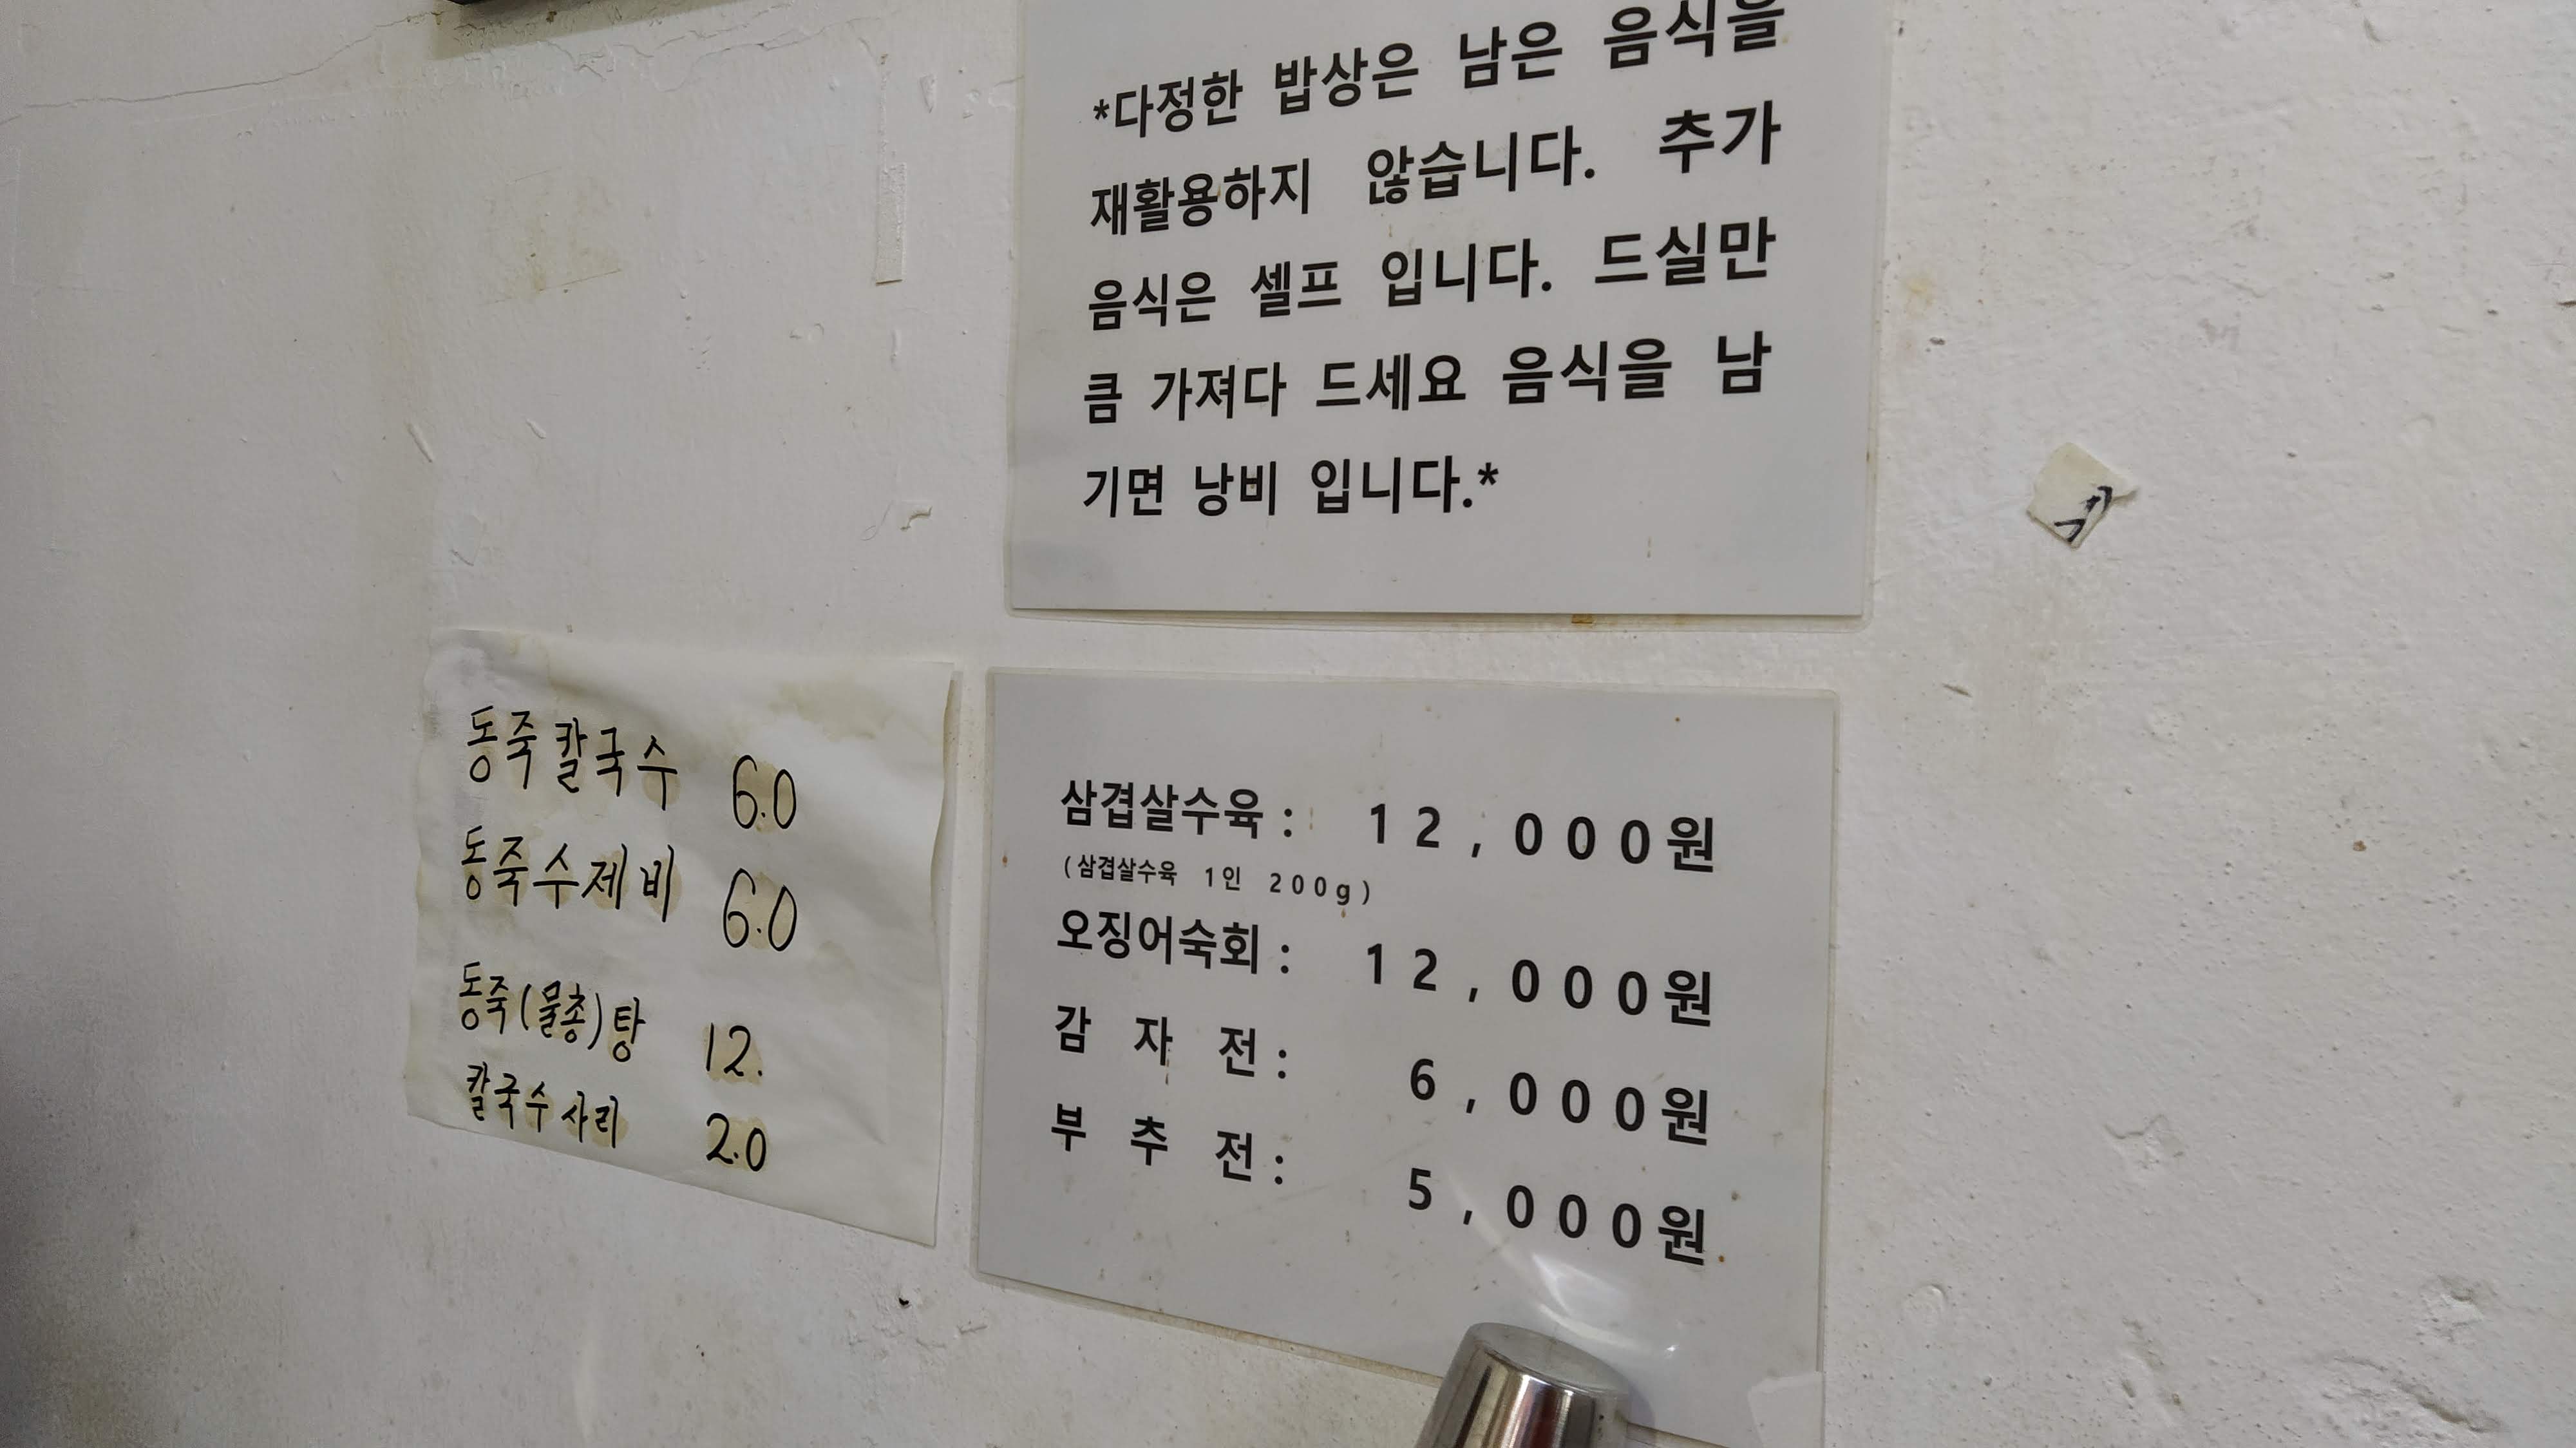 *다정한 밥상은 남은 음식을
재활용하지 않습니다. 추가
음식은 셀프 입니다. 드실만
큼 가져다 드세요 음식을 남
기면 낭비 입니다.*
동죽칼국수 6.0
동죽수제비 6.0
동죽(물총)탕 12.
칼국수사리 2.0
삼겹살수육: 12,000원
(삼겹살수육 1인 200g)
오징어숙회: 12,000원
감 자 전: 6,000원
부 추 전: 5,000원